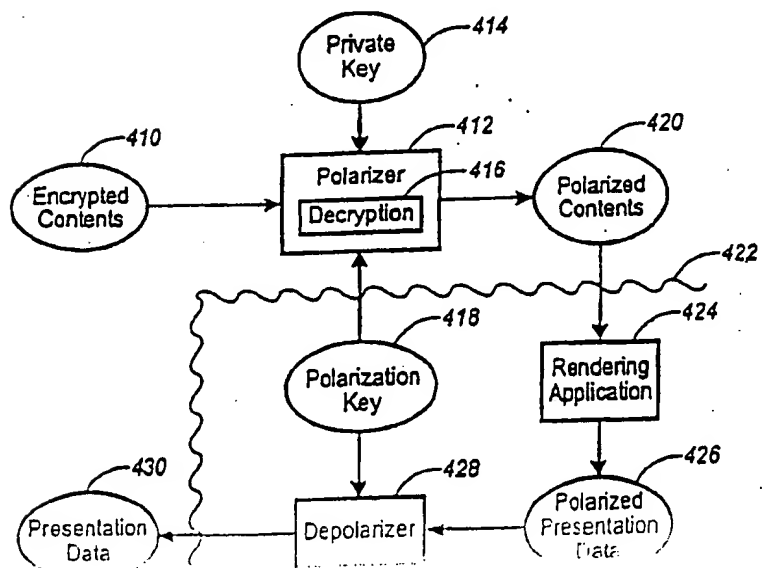 414
Private
Key
410
412
420
Encrypted
Contents
Polarizer
416
Decryption
Polarized
Contents
422
418
424
Polarization
Key
Rendering
Application
430
428
426
Presentation
Data
Depolarizer
Polarized
Presentation
Data